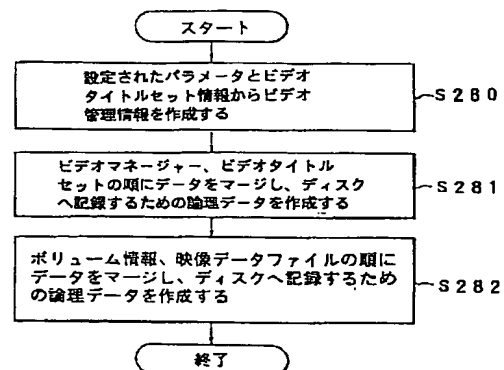 スタート
設定されたパラメータとビデオ
タイトルセット情報からビデオ
管理情報を作成する
S280
ビデオマネージャー、ビデオタイトル
セットの順にデータをマージし、ディスク
へ記録するための論理データを作成する
S281
ボリューム情報、映像データファイルの順に
データをマージし、ディスクへ記録するため
の論理データを作成する
S282
終了